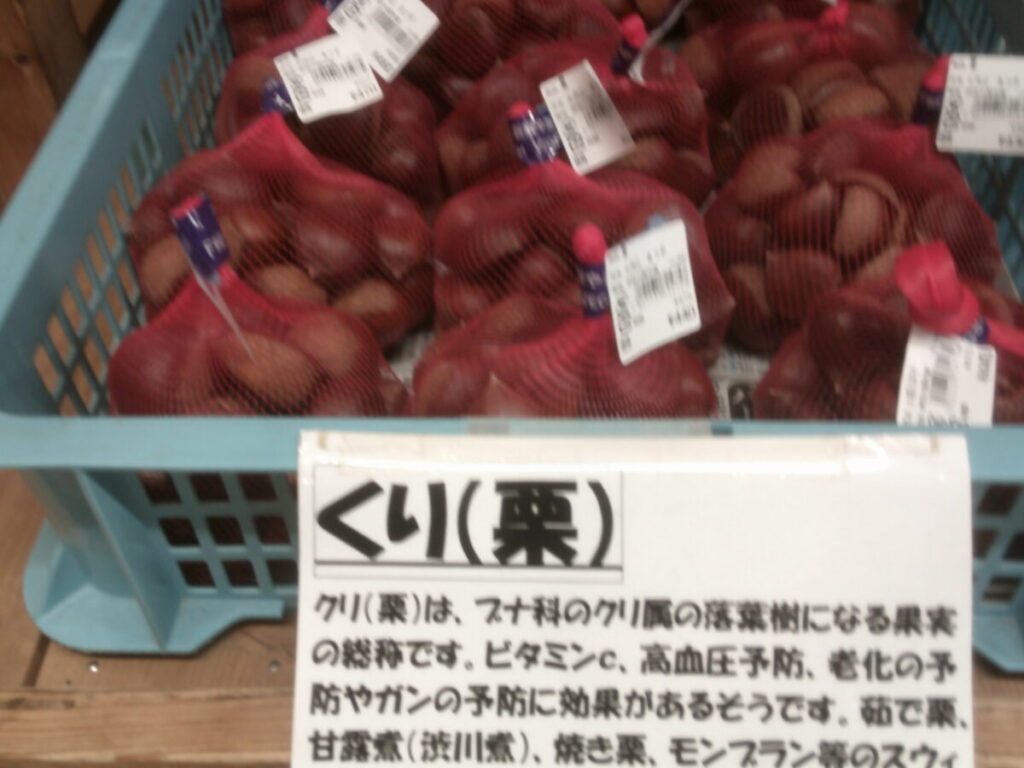 くり(栗)
クリ(栗)は、ブナ科のクリ属の落葉樹になる果実
の総称です。ビタミンc、高血圧予防、老化の予
防やガンの予防に効果があるそうです。茹で栗、
甘露煮(渋川煮)、焼き栗、モンブラン等のスウィ